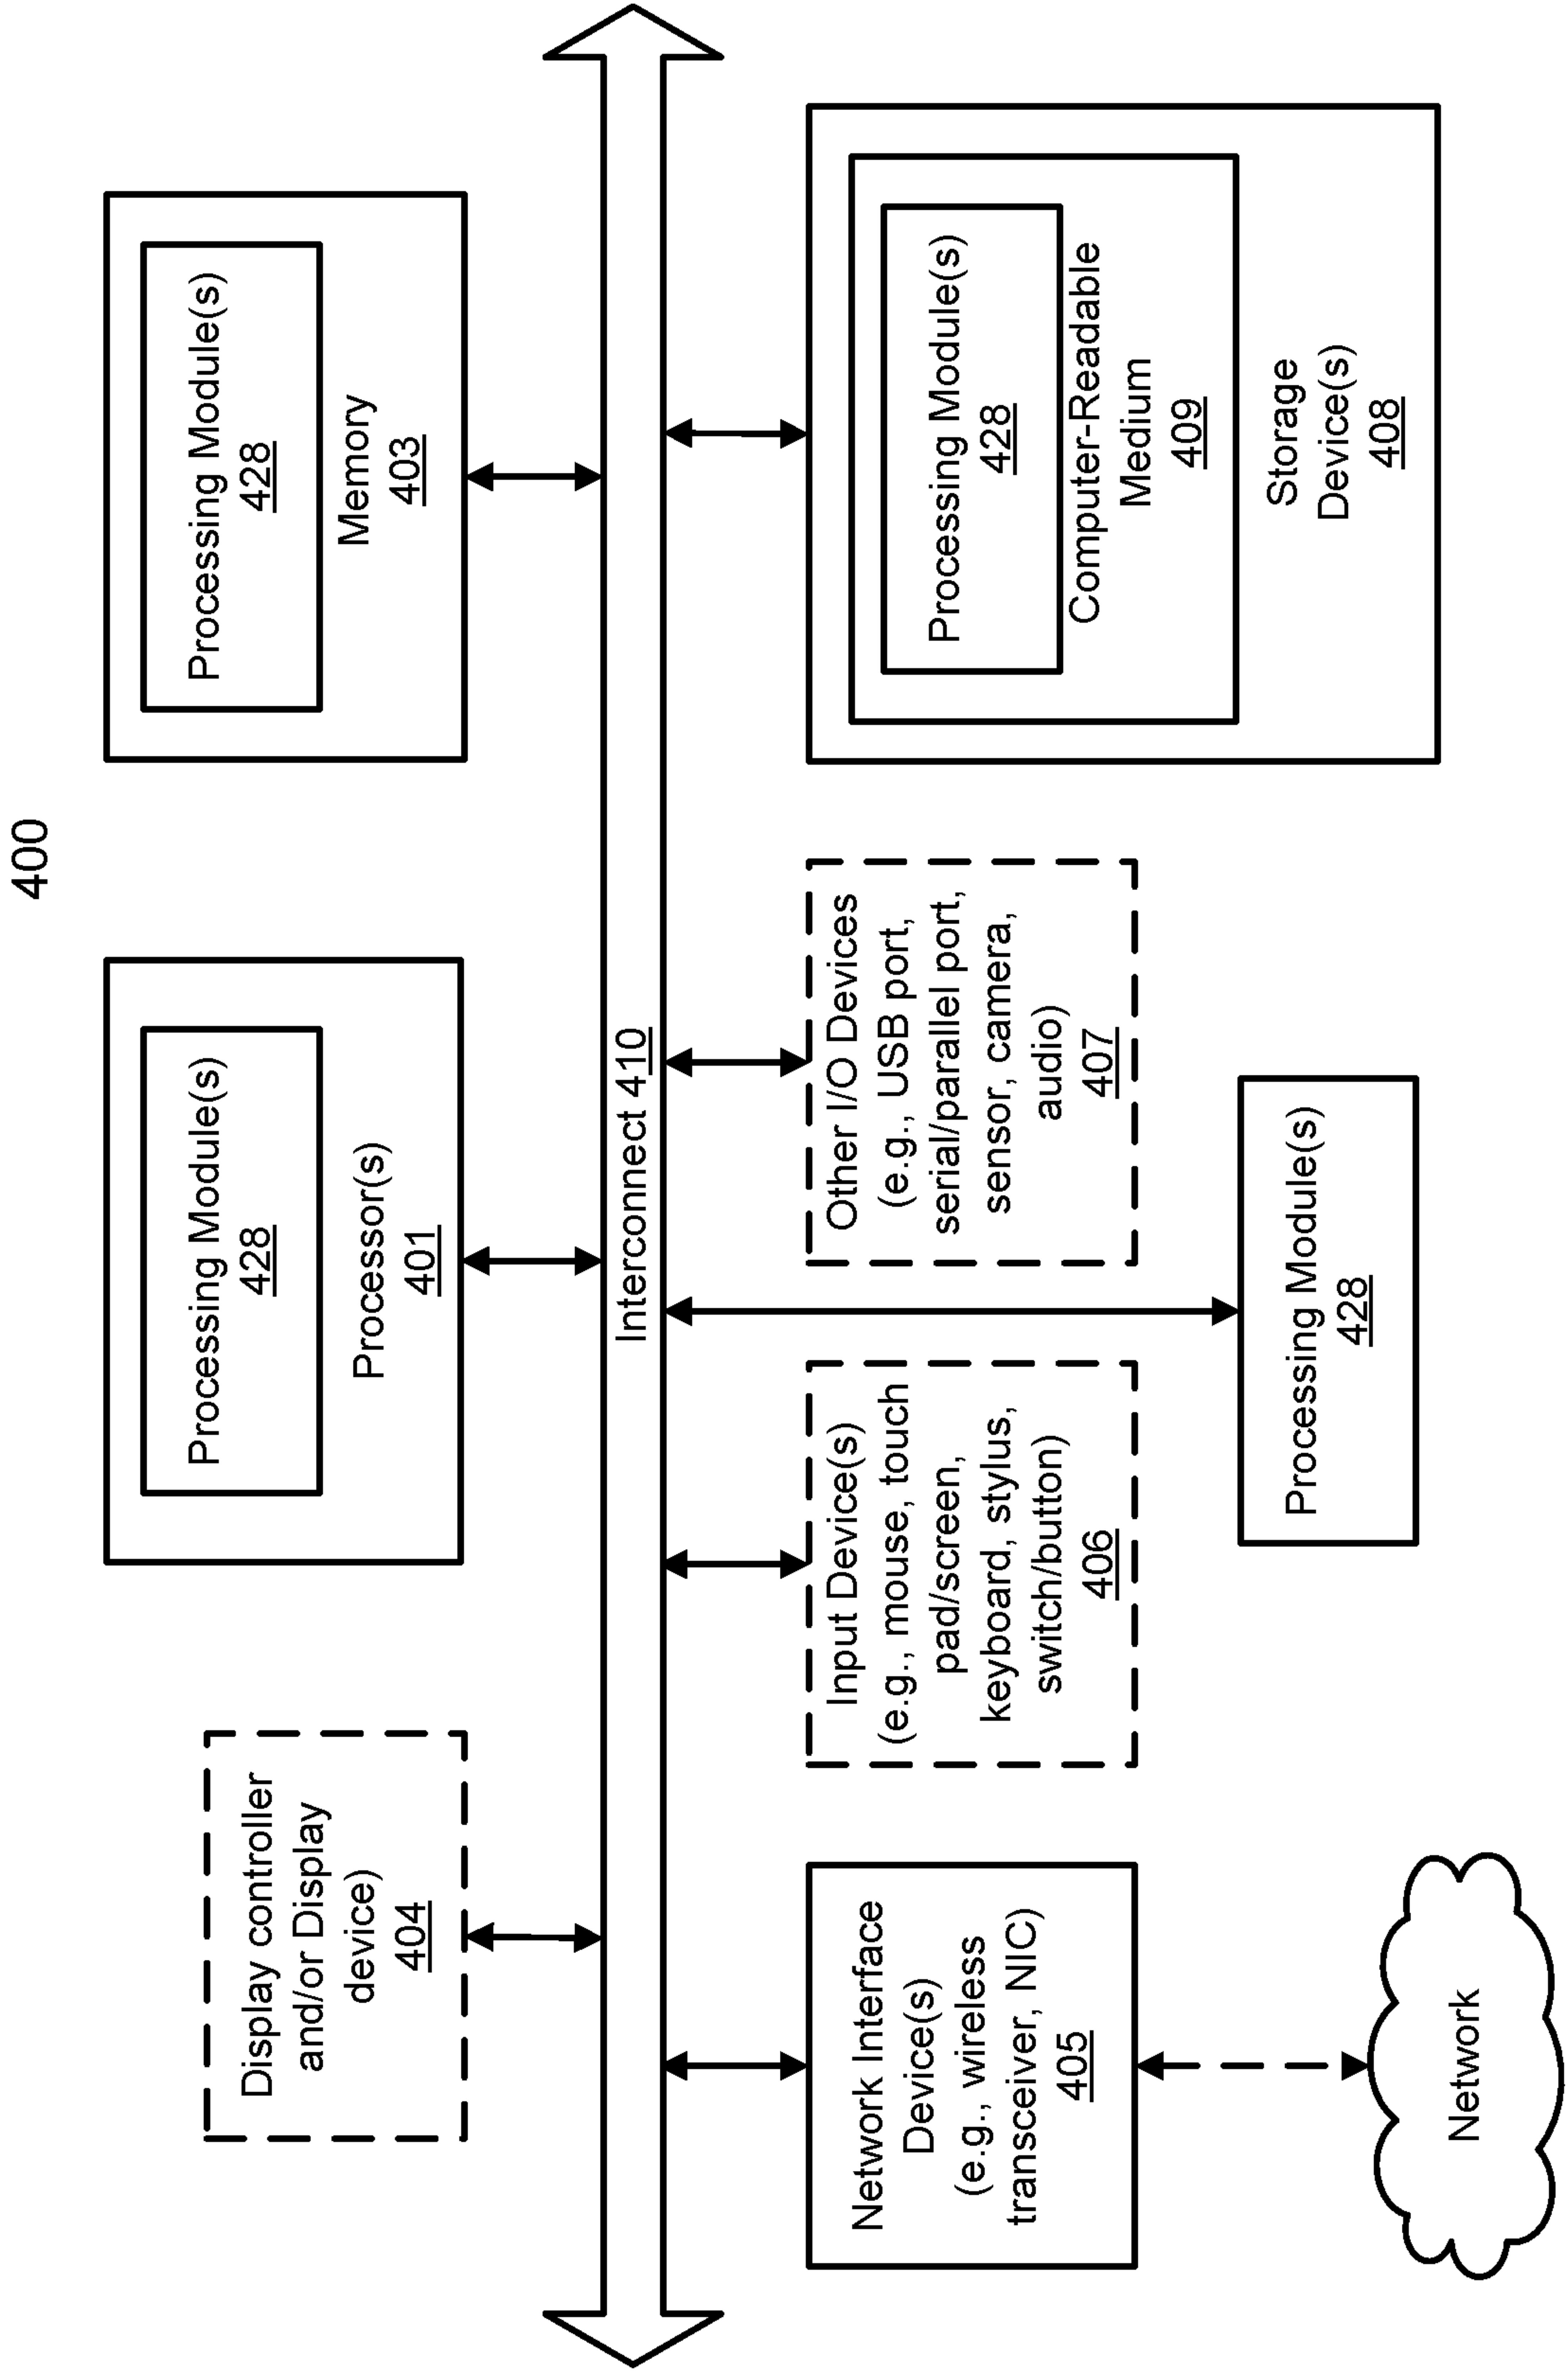 400
Display controller
and/or Display
device)
404
Processing Module(s)
428
Processor(s)
401
Processing Module(s)
428
Memory
403
Interconnect 410
Network Interface
Device(s)
(e.g., wireless
transceiver, NIC)
405
Input Device(s)
(e.g., mouse, touch
pad/screen,
keyboard, stylus,
switch/button)
406
Other I/O Devices
(e.g., USB port,
serial/parallel port,
sensor, camera,
audio)
407
Processing Module(s)
428
Computer-Readable
Medium
409
Storage
Device(s)
408
Processing Module(s)
428
Network